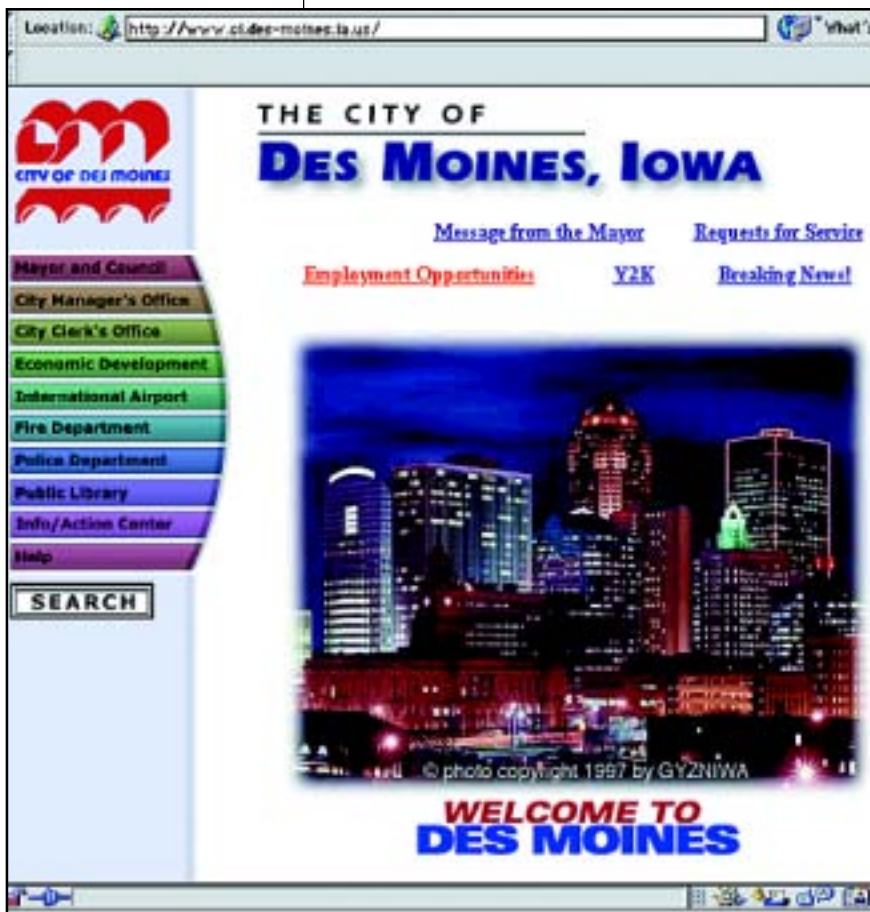 Location: http://www.ci.des-moines.ia.us/ What's
THE CITY OF
DES MOINES, IOWA
CITY OF DES MOINES
Message from the Mayor Requests for Service
Employment Opportunities Y2K Breaking News!
Mayor and Council
City Manager's Office
City Clerk's Office
Economic Development
International Airport
Fire Department
Police Department
Public Library
Info/Action Center
Help
SEARCH
© photo copyright 1997 by GYZNIWA
WELCOME TO
DES MOINES